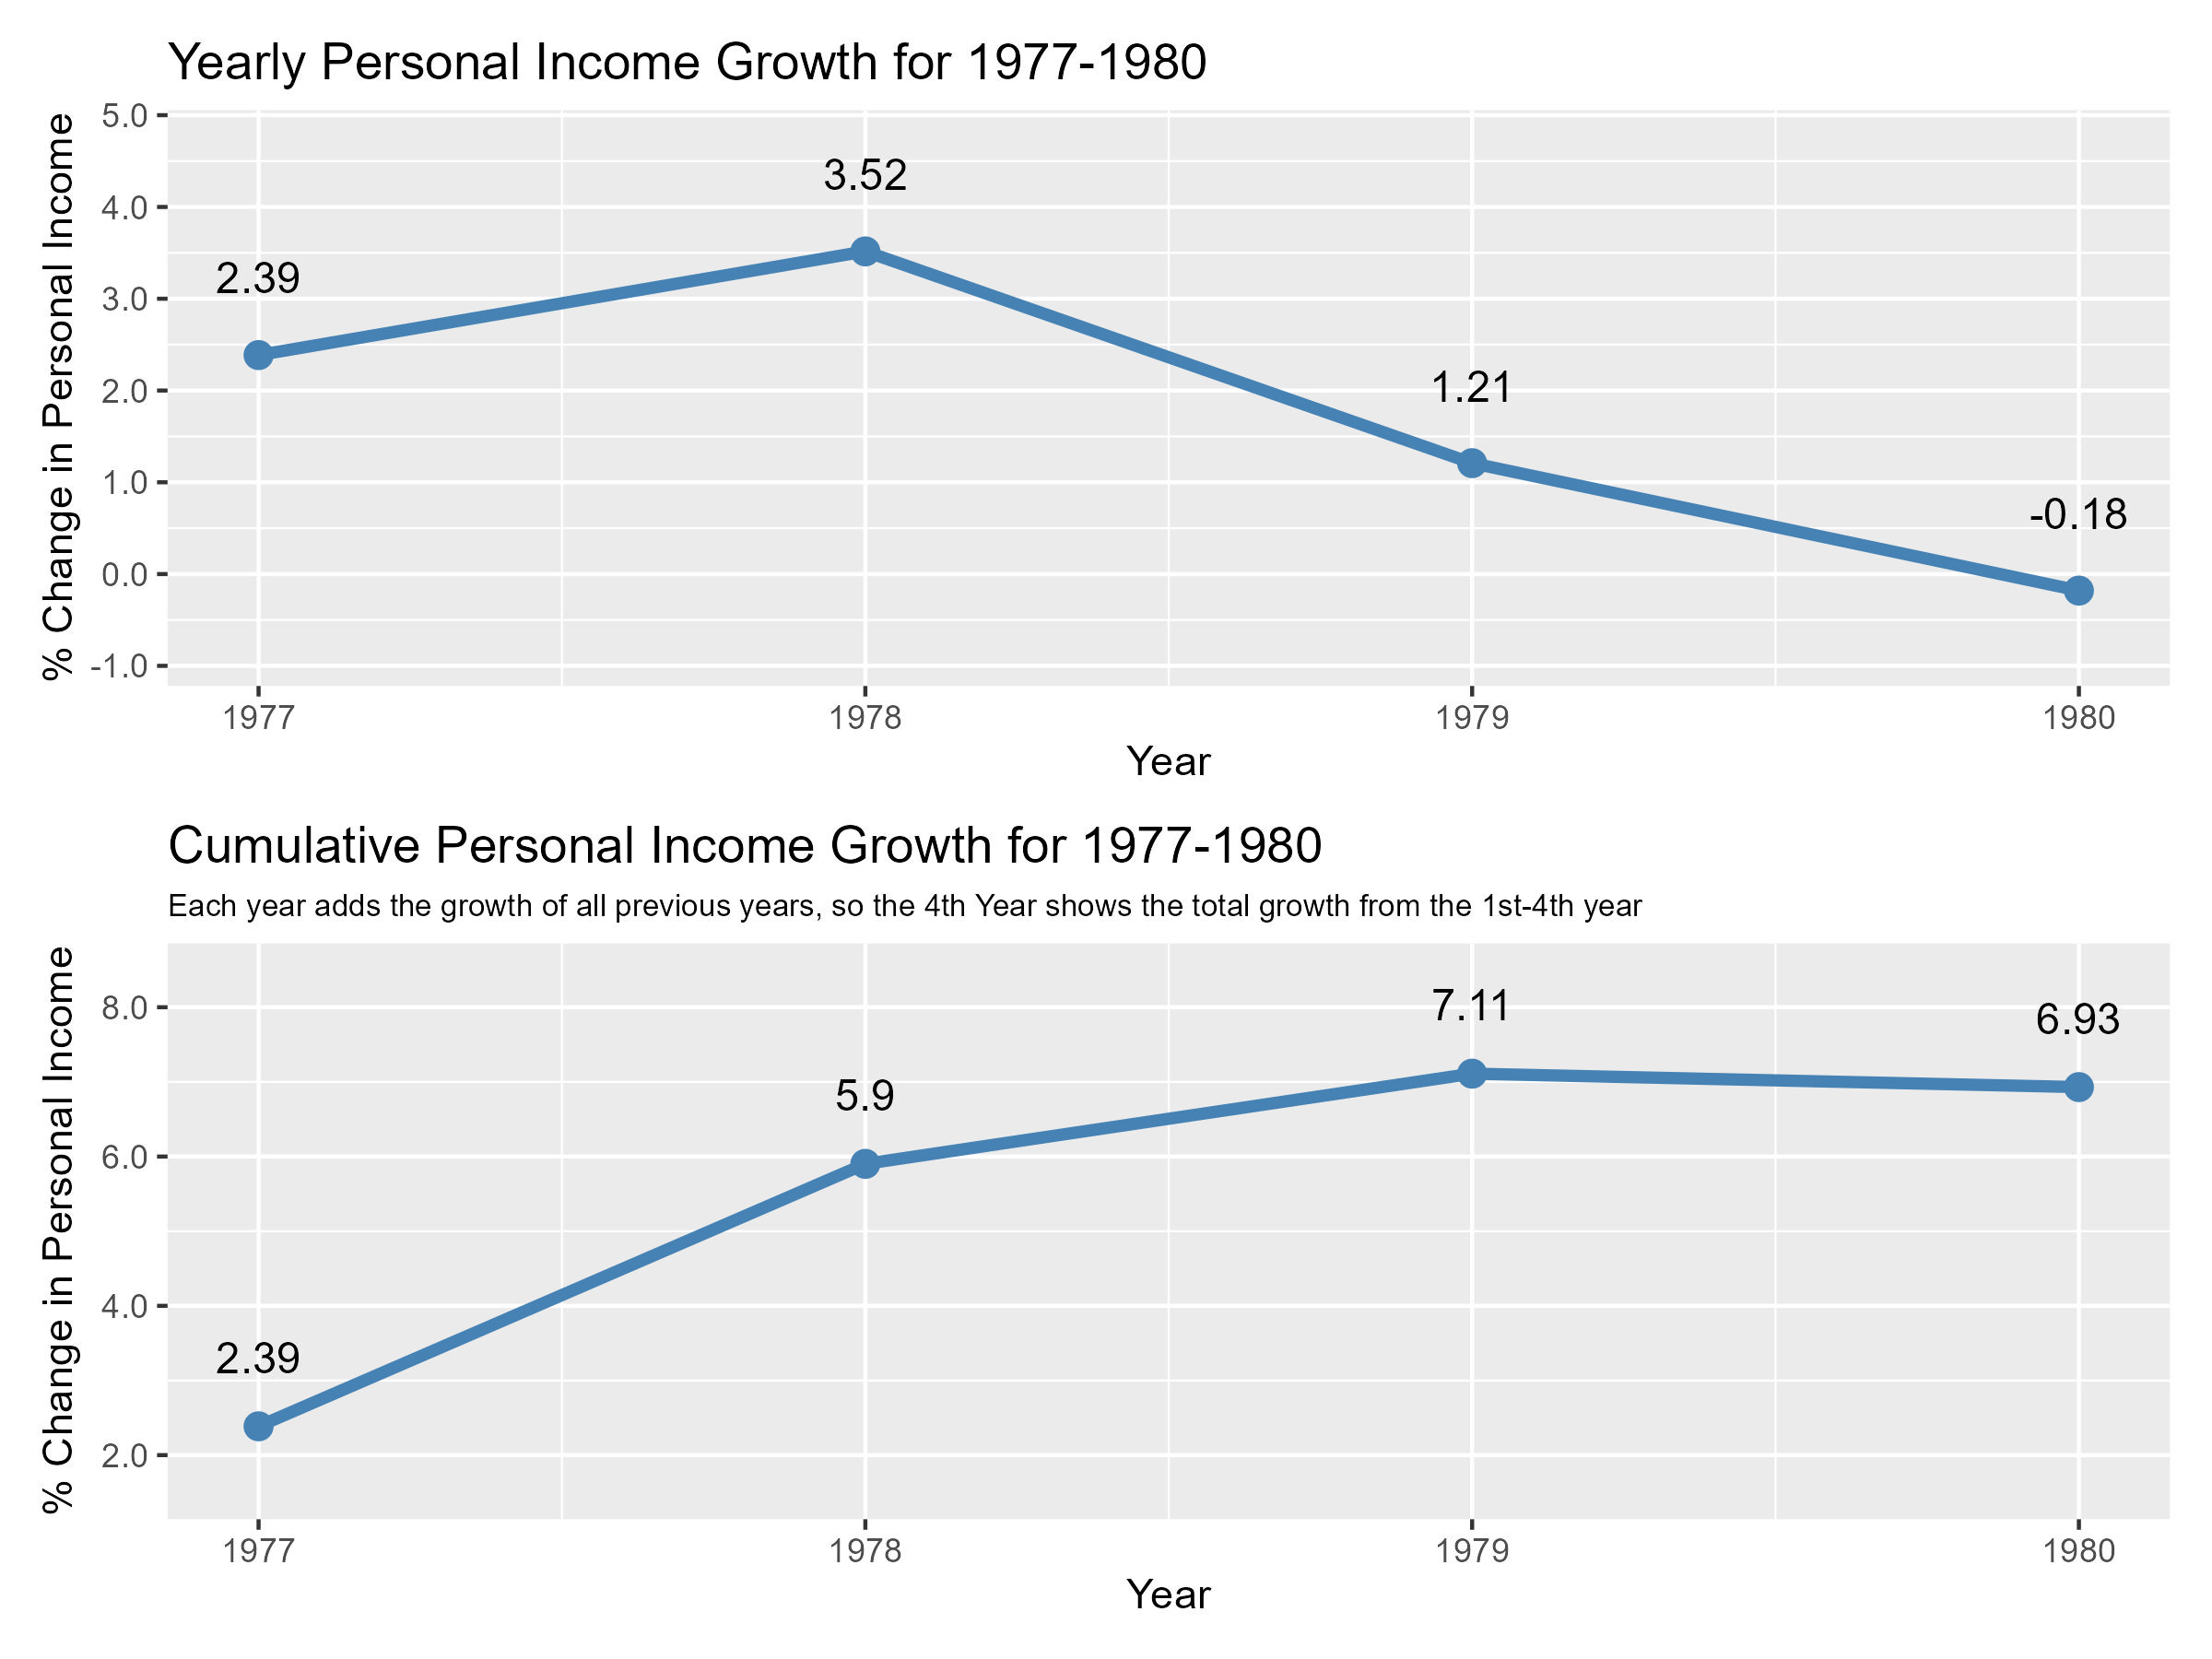 Yearly Personal Income Growth for 1977-1980
% Change in Personal Income
5.0
4.0
3.0
2.0
1.0
0.0
-1.0
2.39
3.52
1.21
-0.18
1977 1978 1979 1980
Year
Cumulative Personal Income Growth for 1977-1980
Each year adds the growth of all previous years, so the 4th Year shows the total growth from the 1st-4th year
% Change in Personal Income
8.0
6.0
4.0
2.0
2.39
5.9
7.11
6.93
1977 1978 1979 1980
Year